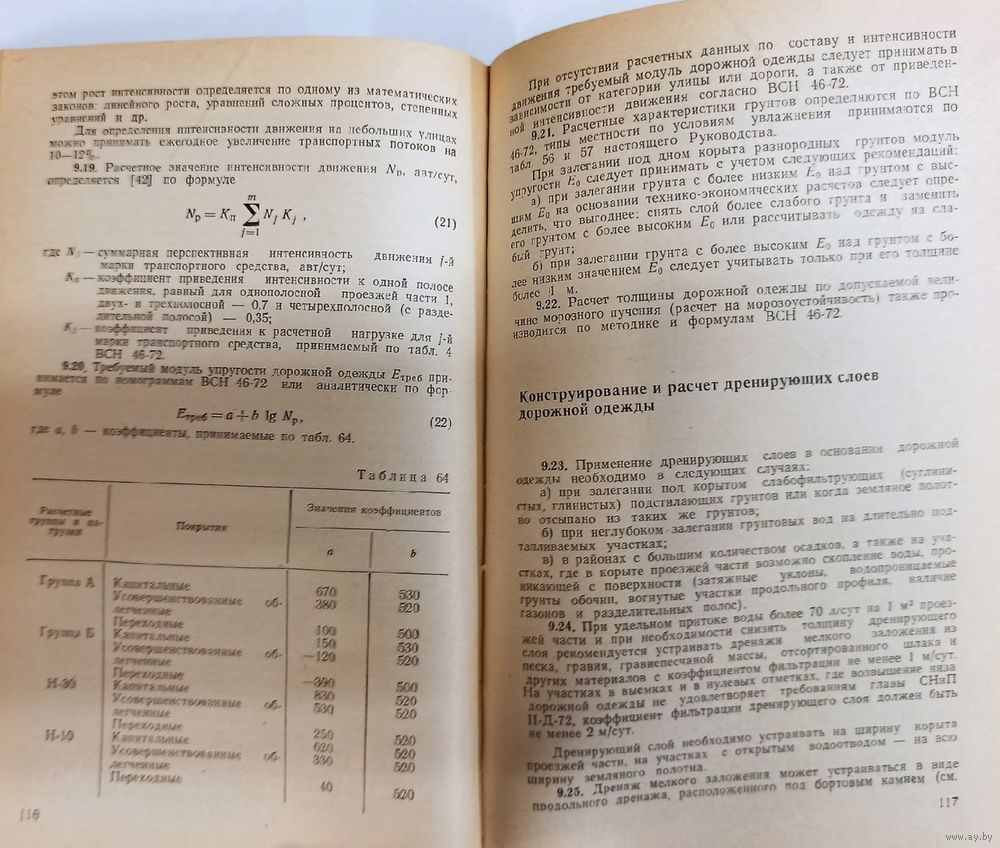 этом рост интенсивности определяется по одному из математических
законов: линейного роста, уравнений сложных процентов, степенных
уравнений и др.
Для определения интенсивности движения на небольших улицах
можно принимать ежегодное увеличение транспортных потоков на
10—12%.
9.19. Расчетное значение интенсивности движения Nр, авт/сут,
определяется [42] по формуле
Nр = Kп ∑ Nj Kj , (21)
m
j=1
где Nj — суммарная перспективная интенсивность движения j-й
марки транспортного средства, авт/сут;
Kп — коэффициент приведения интенсивности к одной полосе
движения, равный для однополосной проезжей части 1,
двух- и трехполосной — 0,7 и четырехполосной (с разде-
лительной полосой) — 0,35;
Kj — коэффициент приведения к расчетной нагрузке для j-й
марки транспортного средства, принимаемый по табл. 4
ВСН 46-72.
9.20. Требуемый модуль упругости дорожной одежды Eтреб при-
нимается по номограммам ВСН 46-72 или аналитически по фор-
муле
Eтреб = a + b lg Nр, (22)
где a, b — коэффициенты, принимаемые по табл. 64.
Таблица 64
Расчетные группы и на- грузки
Покрытия
Значения коэффициентов
a b
Группа А Капитальные 670 530
Усовершенствованные об-
легченные 380 520
Переходные 100 500
Группа Б Капитальные 150 530
Усовершенствованные об-
легченные —120 520
Переходные —390 500
Н-30 Капитальные 830 520
Усовершенствованные об-
легченные 530 520
Переходные 250 520
Н-10 Капитальные 620 520
Усовершенствованные об-
легченные 330 520
Переходные 40 520
116
При отсутствии расчетных данных по составу и интенсивности
движения требуемый модуль дорожной одежды следует принимать в
зависимости от категории улицы или дороги, а также от приведен-
ной интенсивности движения согласно ВСН 46-72.
9.21. Расчетные характеристики грунтов определяются по ВСН
46-72, типы местности по условиям увлажнения принимаются по
табл. 56 и 57 настоящего Руководства.
При залегании под дном корыта разнородных грунтов модуль
упругости E0 следует принимать с учетом следующих рекомендаций:
а) при залегании грунта с более низким E0 над грунтом с выс-
шим E0 на основании технико-экономических расчетов следует опре-
делить, что выгоднее: снять слой более слабого грунта и заменить
его грунтом с более высоким E0 или рассчитывать одежду на сла-
бый грунт;
б) при залегании грунта с более высоким E0 над грунтом с бо-
лее низким значением E0 следует учитывать только при его толщине
более 1 м.
9.22. Расчет толщины дорожной одежды по допускаемой вели-
чине морозного пучения (расчет на морозоустойчивость) также про-
изводится по методике и формулам ВСН 46-72.
Конструирование и расчет дренирующих слоев
дорожной одежды
9.23. Применение дренирующих слоев в основании дорожной
одежды необходимо в следующих случаях:
а) при залегании под корытом слабофильтрующих (суглини-
стых, глинистых) подстилающих грунтов или когда земляное полот-
но отсыпано из таких же грунтов;
б) при неглубоком залегании грунтовых вод на длительно под-
тапливаемых участках;
в) в районах с большим количеством осадков, а также на уча-
стках, где в корыте проезжей части возможно скопление воды, про-
никающей с поверхности (затяжные уклоны, водопроницаемые
грунты обочин, вогнутые участки продольного профиля, наличие
газонов и разделительных полос).
9.24. При удельном притоке воды более 70 л/сут на 1 м² проез-
жей части и при необходимости снизить толщину дренирующего
слоя рекомендуется устраивать дренажи мелкого заложения из
песка, гравия, гравиепесчаной массы, отсортированного шлака и
других материалов с коэффициентом фильтрации не менее 1 м/сут.
На участках в выемках и в нулевых отметках, где возвышение низа
дорожной одежды не удовлетворяет требованиям главы СНиП
II-Д-72, коэффициент фильтрации дренирующего слоя должен быть
не менее 2 м/сут.
Дренирующий слой необходимо устраивать на ширину корыта
проезжей части, на участках с открытым водоотводом — на всю
ширину земляного полотна.
9.25. Дренаж мелкого заложения может устраиваться в виде
продольного дренажа, расположенного под бортовым камнем (см.
117
www.ay.by